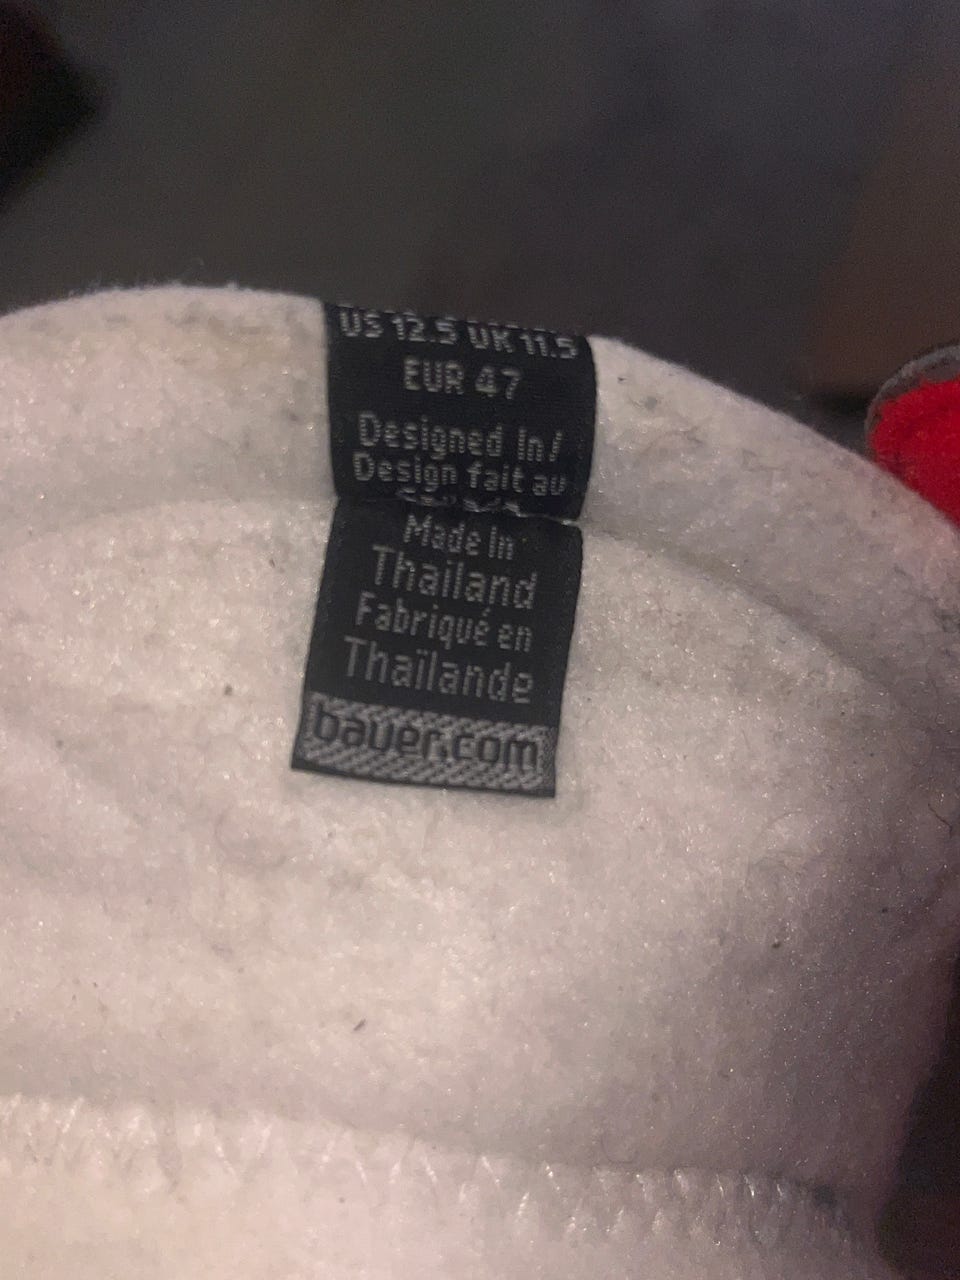 US 12.5 UK 11.5
EUR 47
Designed in/
Design fait au
Made in
Thailand
Fabriqué en
Thaïlande
bauer.com